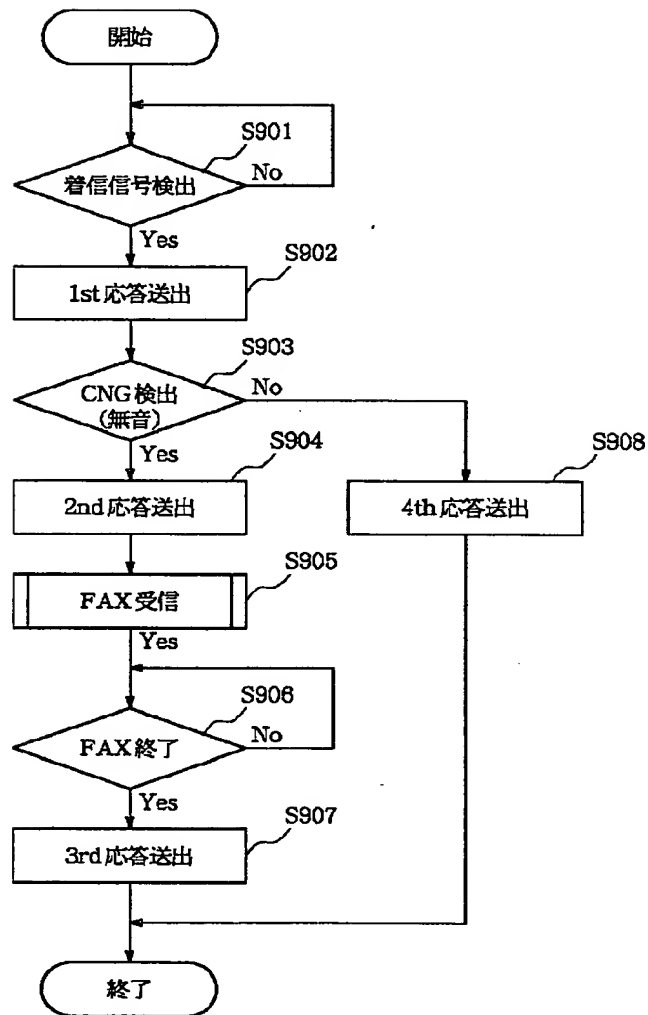 開始
S901
着信信号検出
No
Yes
S902
1st 応答送出
S903
CNG 検出
(無音)
No
Yes
S904
2nd 応答送出
S908
4th 応答送出
S905
FAX 受信
Yes
S906
FAX 終了
No
Yes
S907
3rd 応答送出
終了